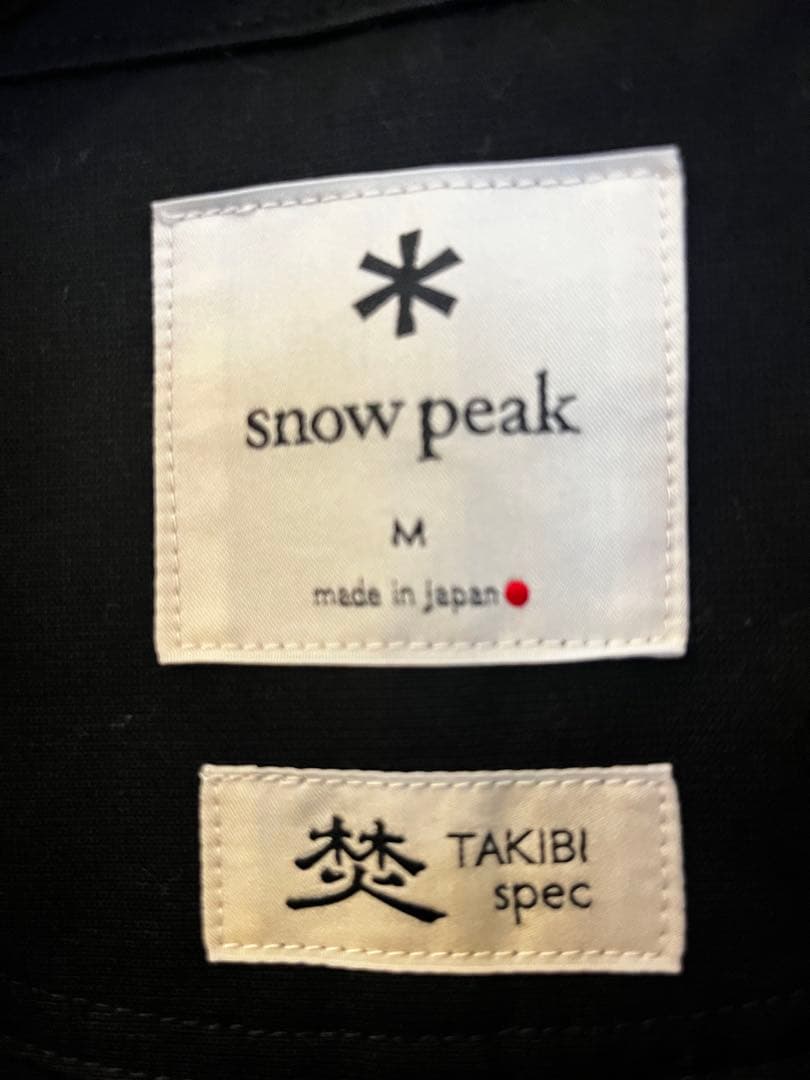 snow peak
M
made in japan
焚 TAKIBI
spec